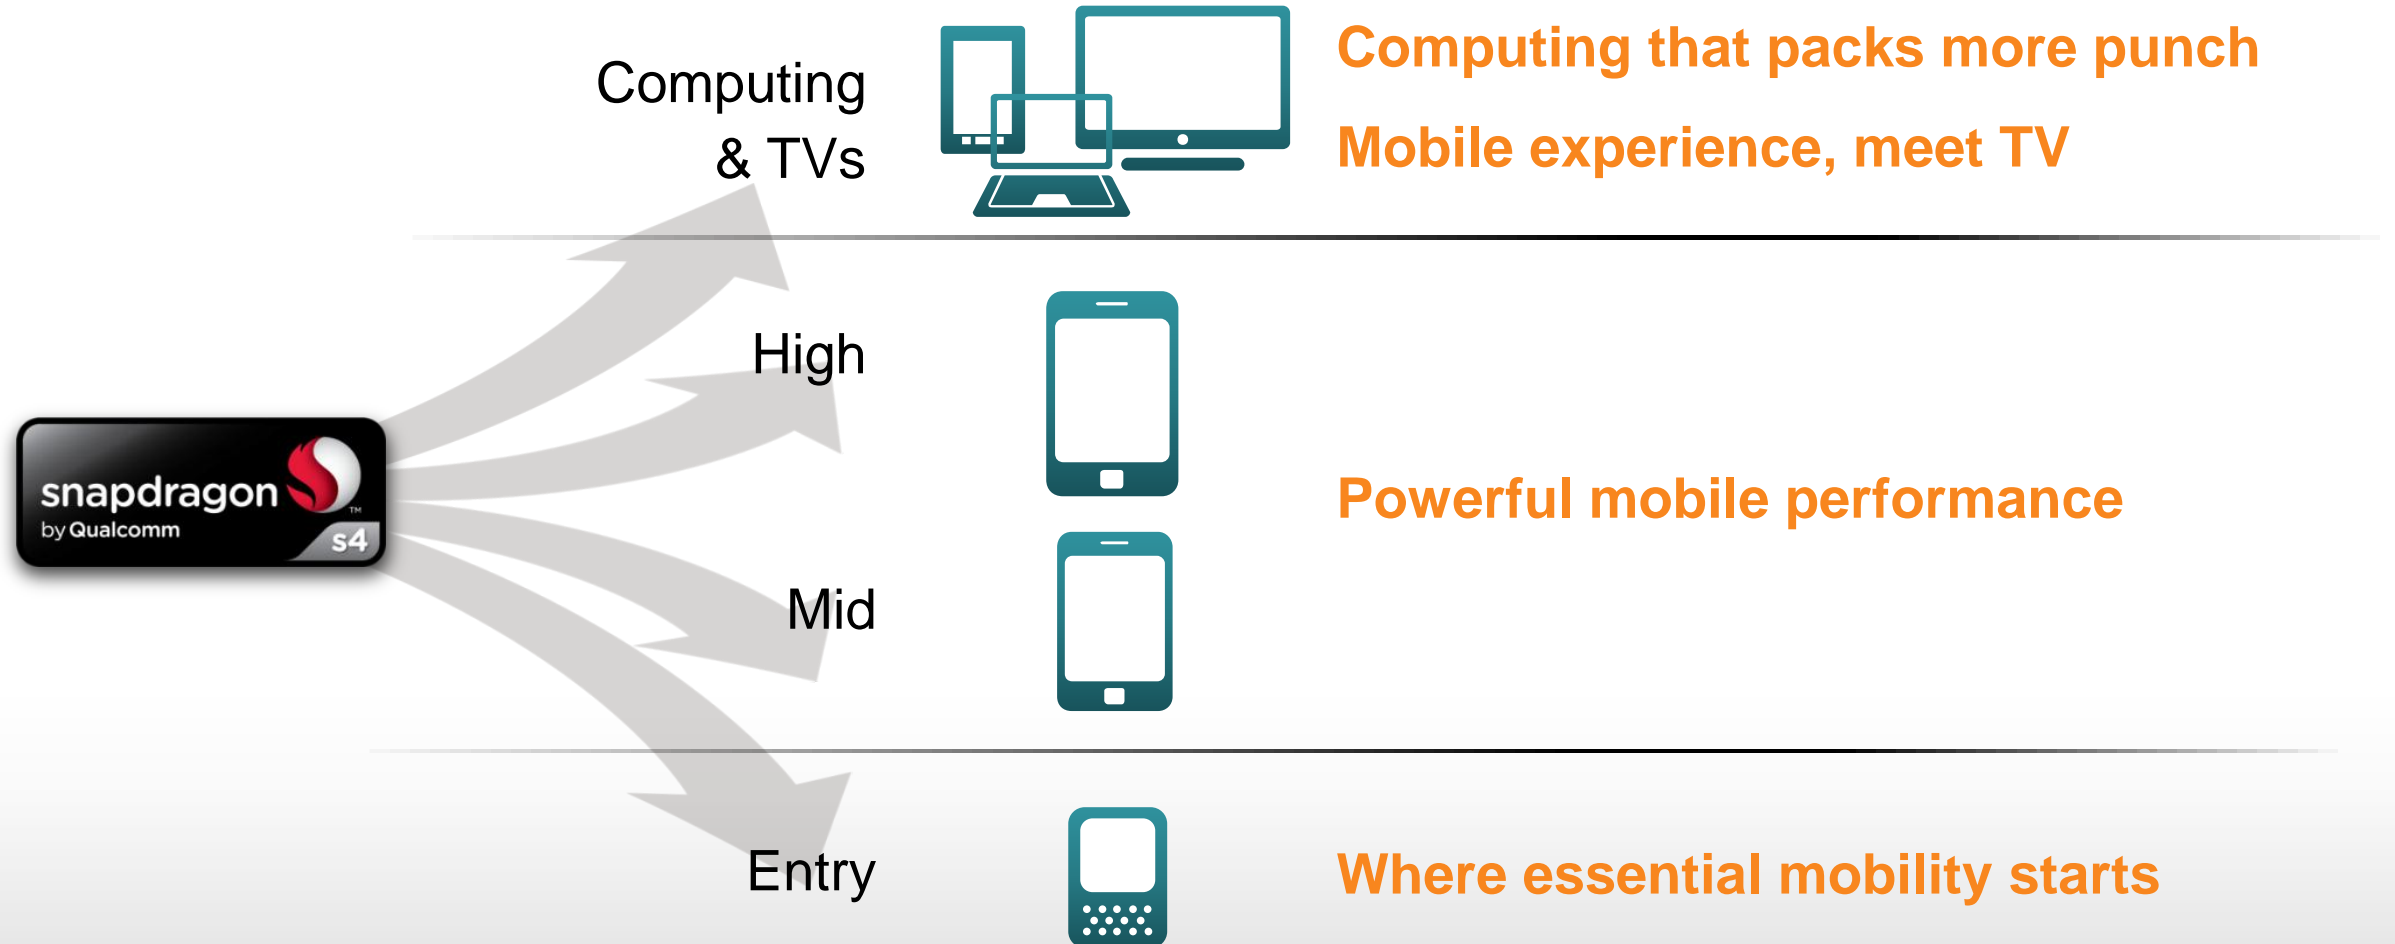 Computing
& TVs
Computing that packs more punch
Mobile experience, meet TV
High
snapdragon
TM
by Qualcomm
s4
Powerful mobile performance
Mid
Entry
Where essential mobility starts